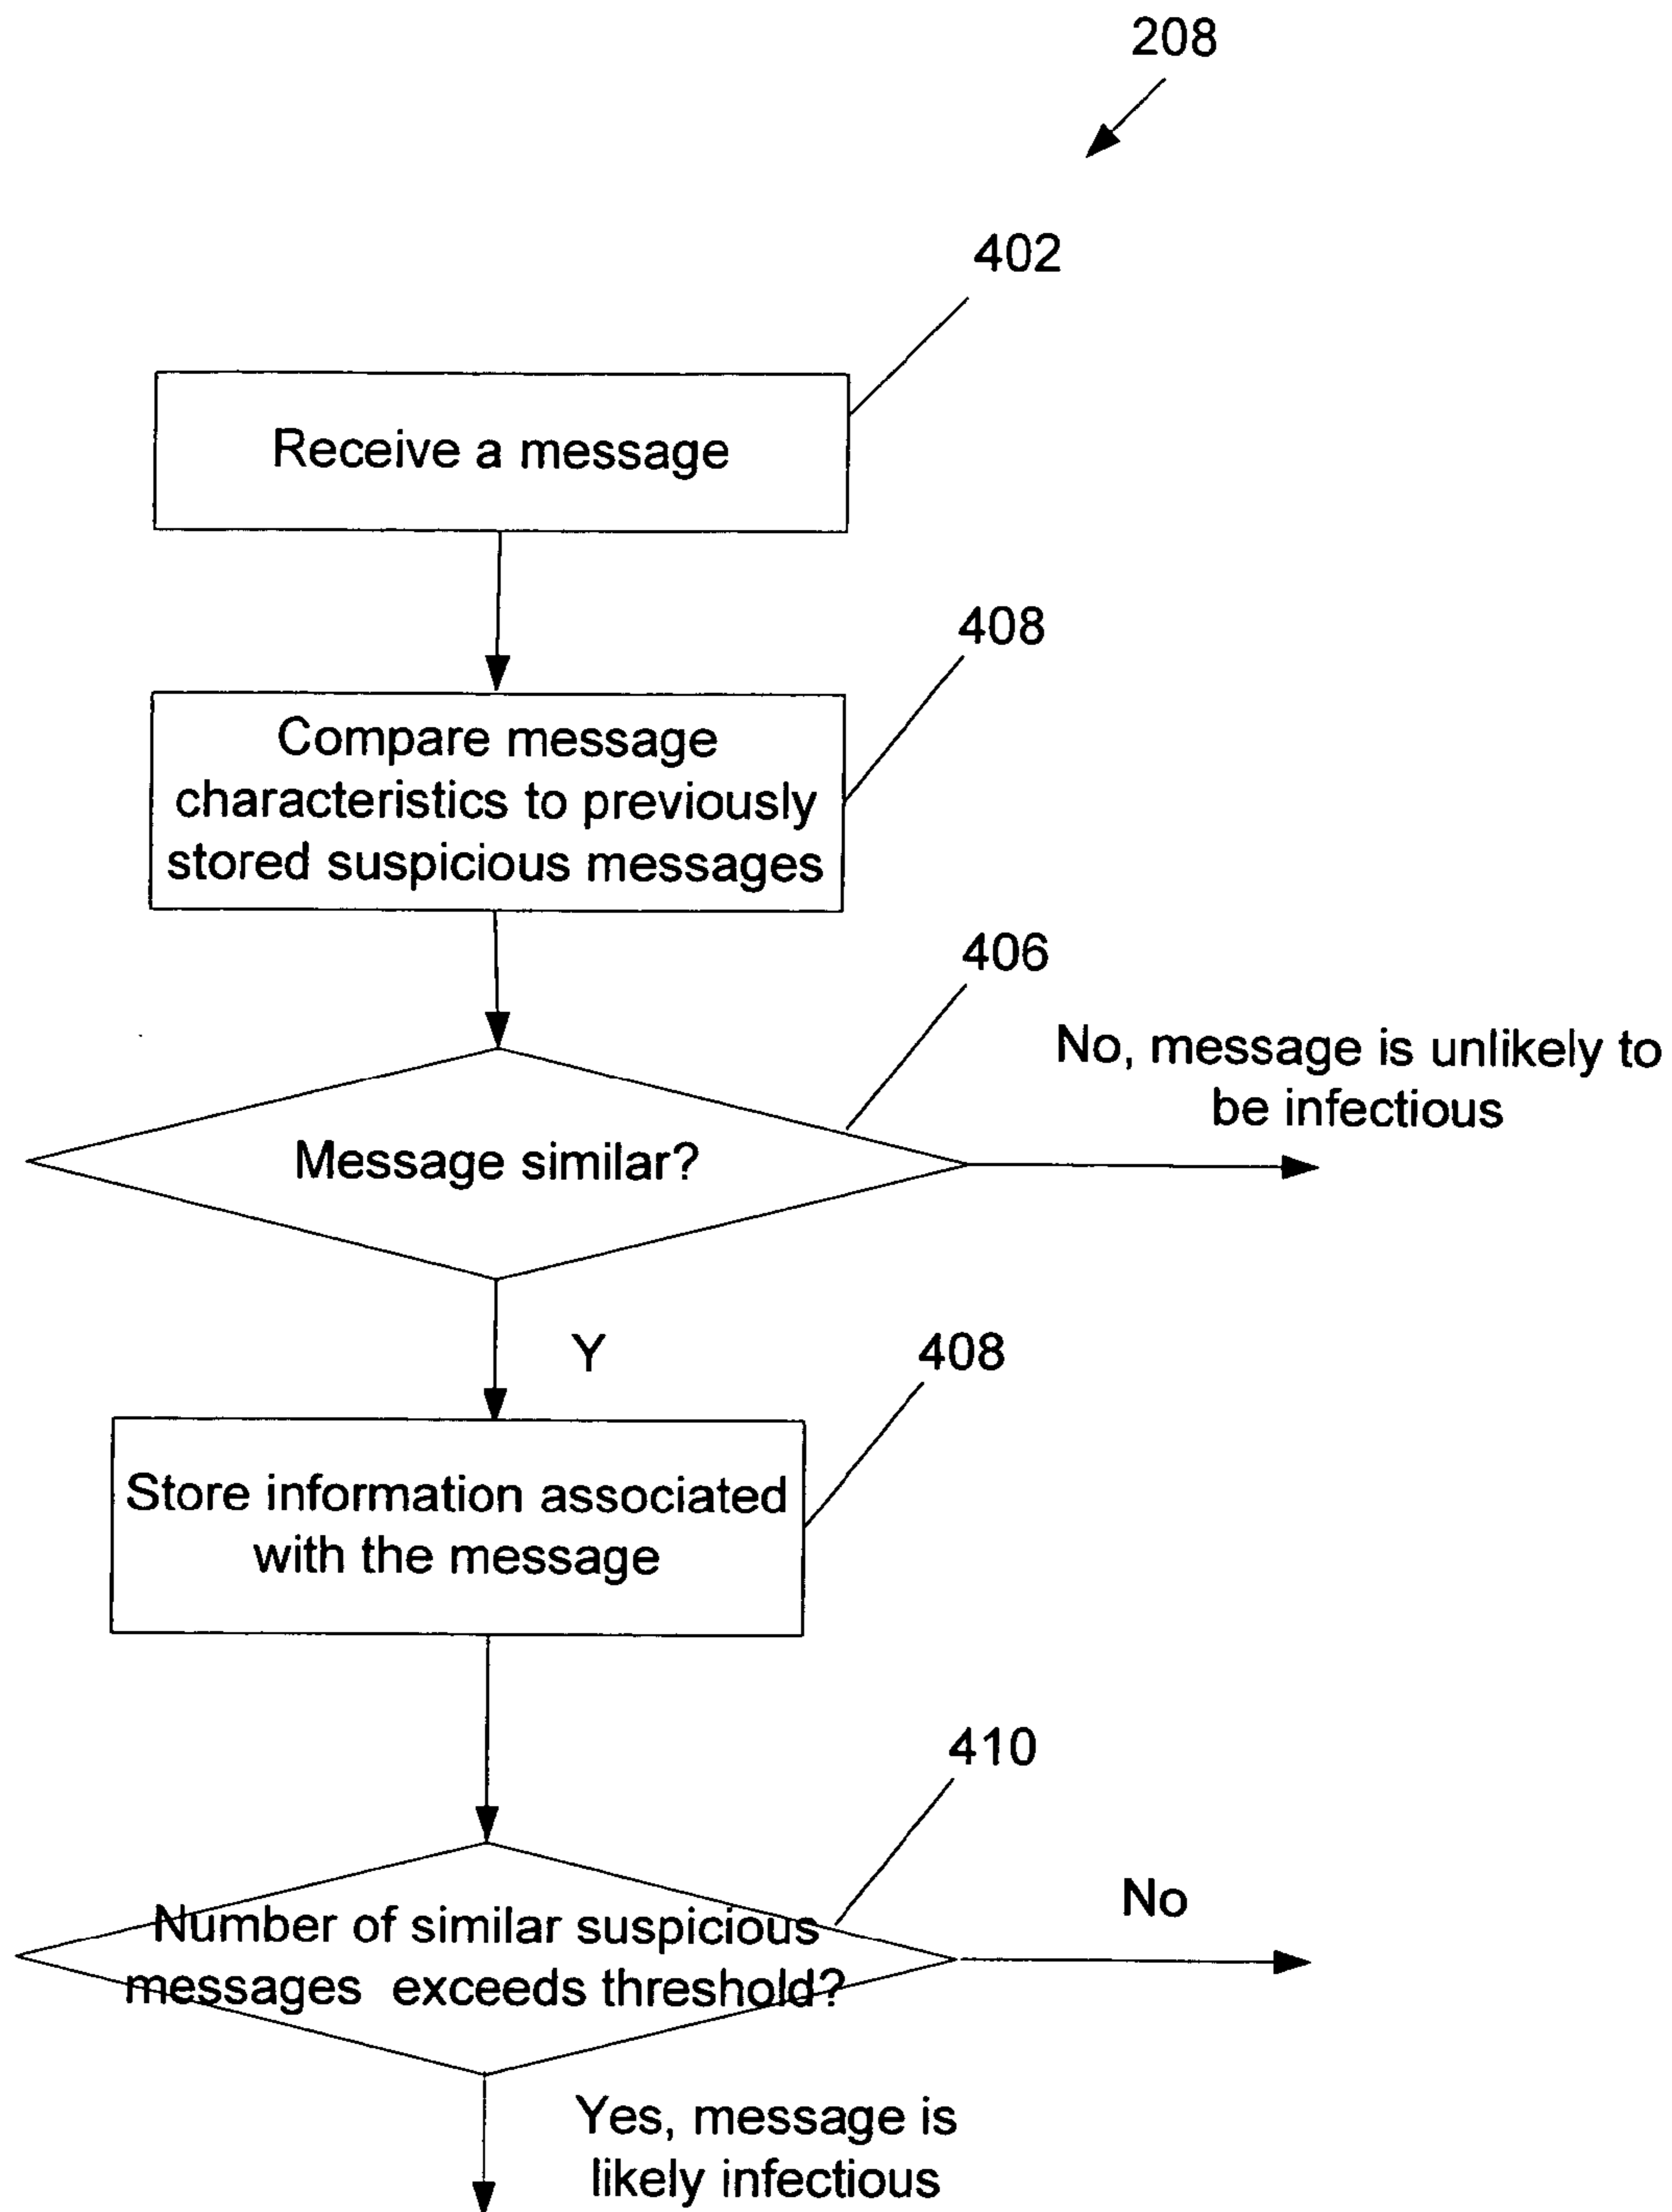 208
402
Receive a message
408
Compare message
characteristics to previously
stored suspicious messages
406
No, message is unlikely to
be infectious
Message similar?
Y
408
Store information associated
with the message
410
Number of similar suspicious
messages exceeds threshold?
No
Yes, message is
likely infectious